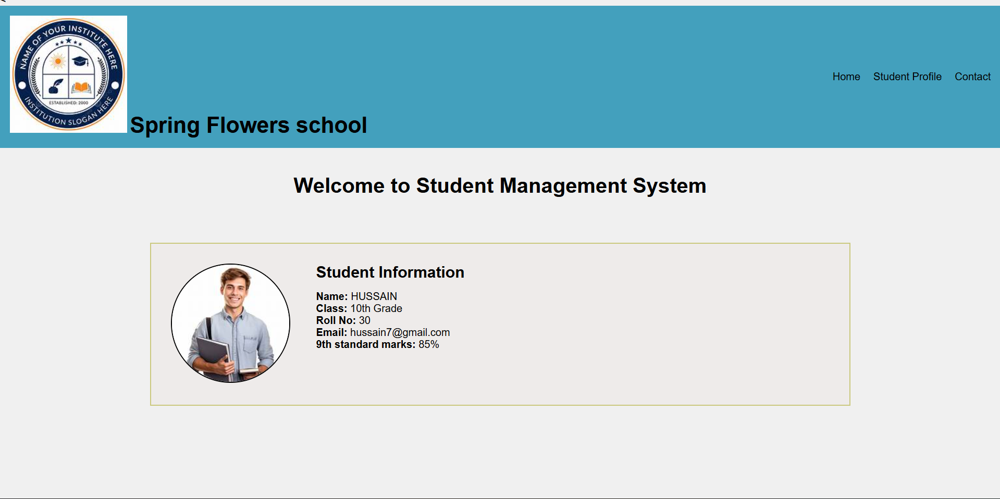 <
NAME OF YOUR INSTITUTE HERE
ESTABLISHED: 2000
INSTITUTION SLOGAN HERE
Spring Flowers school
Home Student Profile Contact
Welcome to Student Management System
Student Information
Name: HUSSAIN
Class: 10th Grade
Roll No: 30
Email: hussain7@gmail.com
9th standard marks: 85%